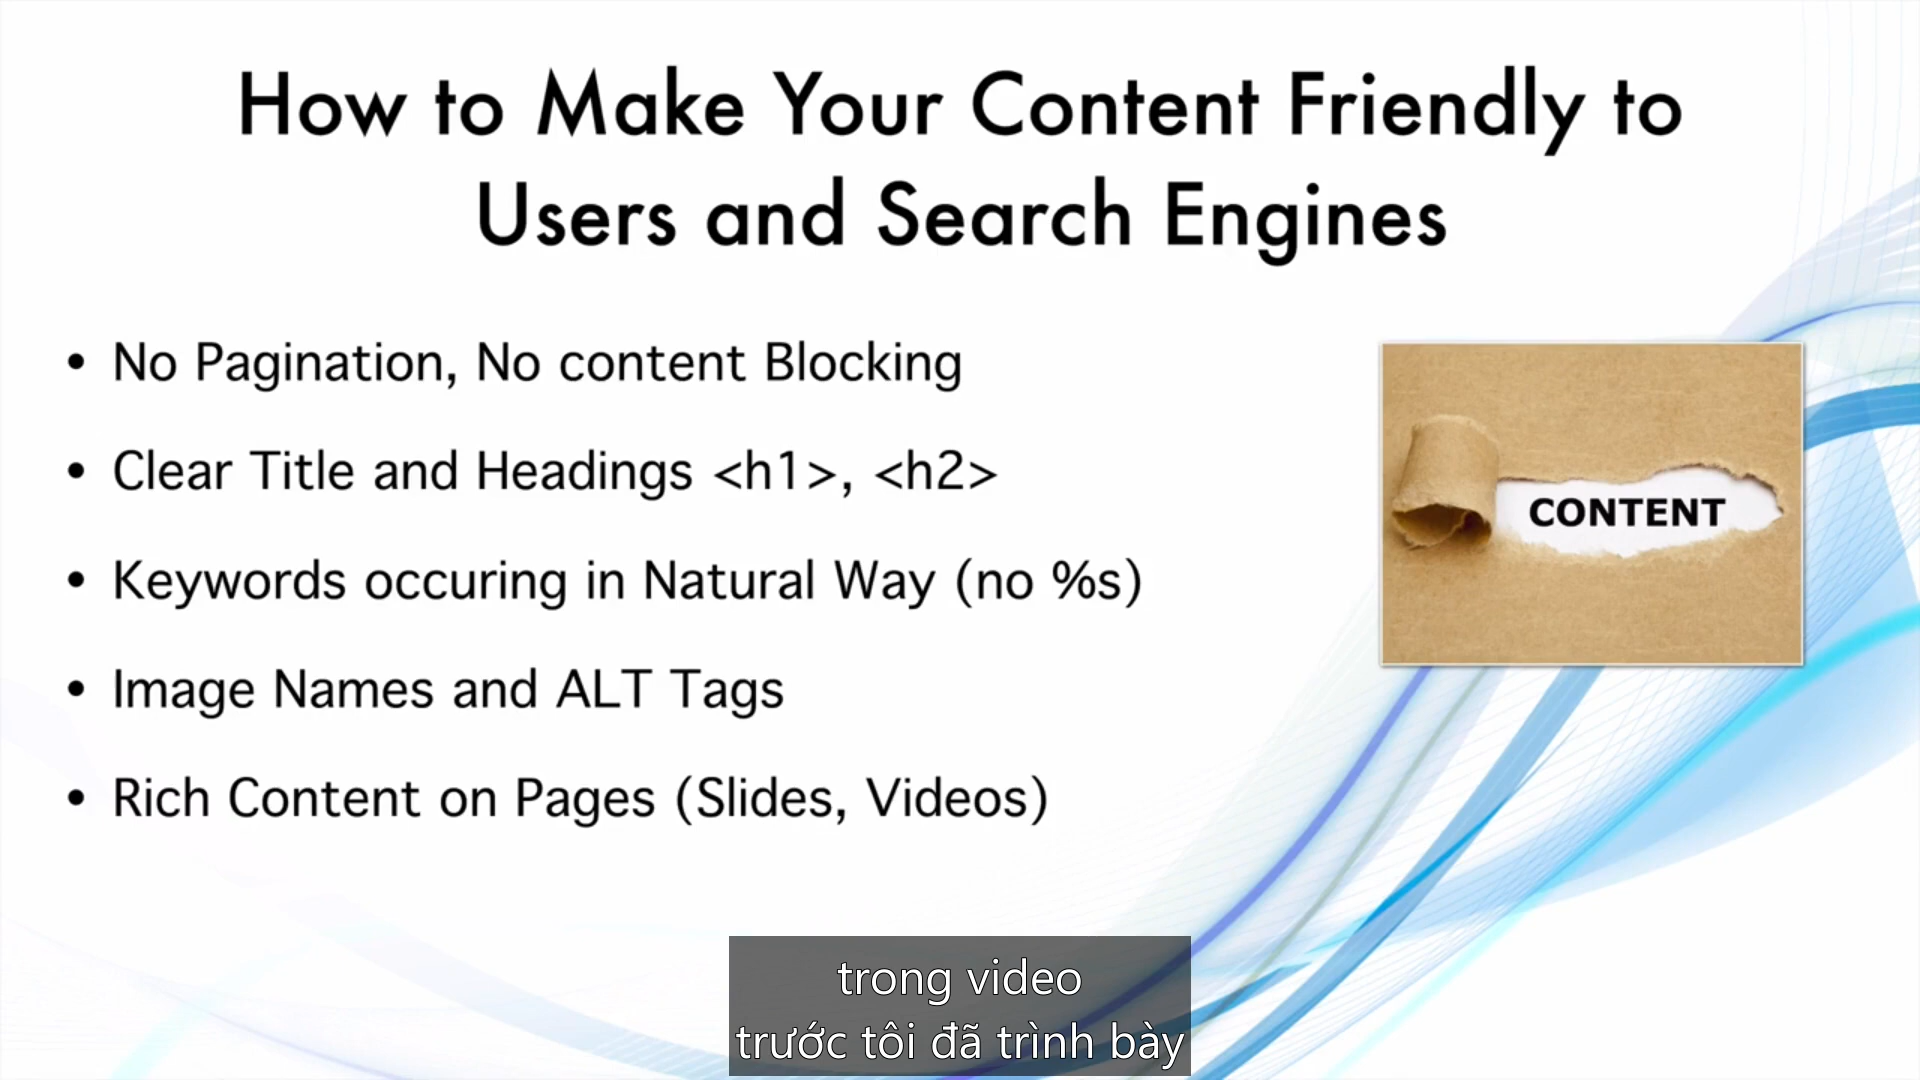 How to Make Your Content Friendly to
Users and Search Engines
• No Pagination, No content Blocking
• Clear Title and Headings <h1>, <h2>
• Keywords occuring in Natural Way (no %s)
• Image Names and ALT Tags
• Rich Content on Pages (Slides, Videos)
CONTENT
trong video
trước tôi đã trình bày